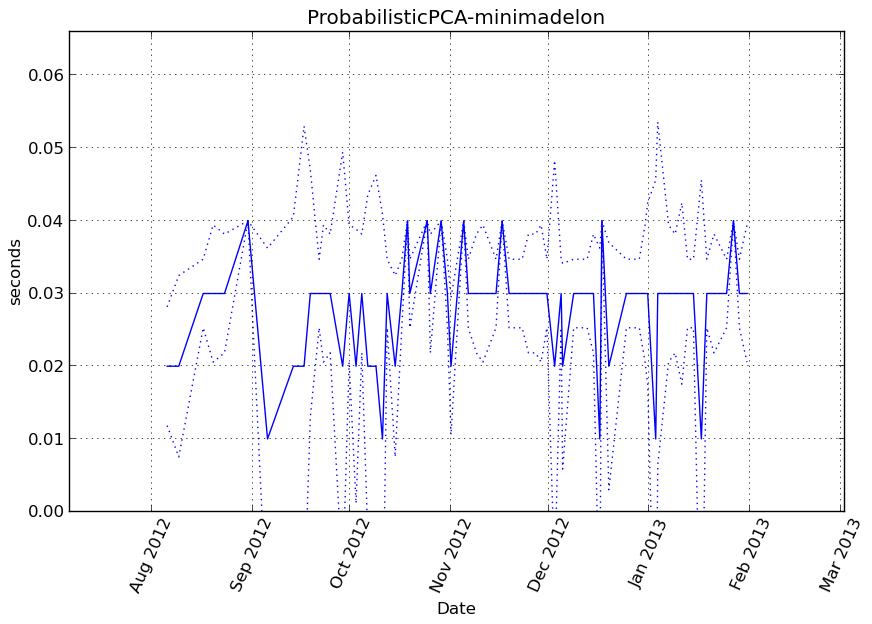 ProbabilisticPCA-minimadelon
0.06
0.05
0.04
0.03
0.02
0.01
0.00
seconds
Aug 2012
Sep 2012
Oct 2012
Nov 2012
Dec 2012
Jan 2013
Feb 2013
Mar 2013
Date